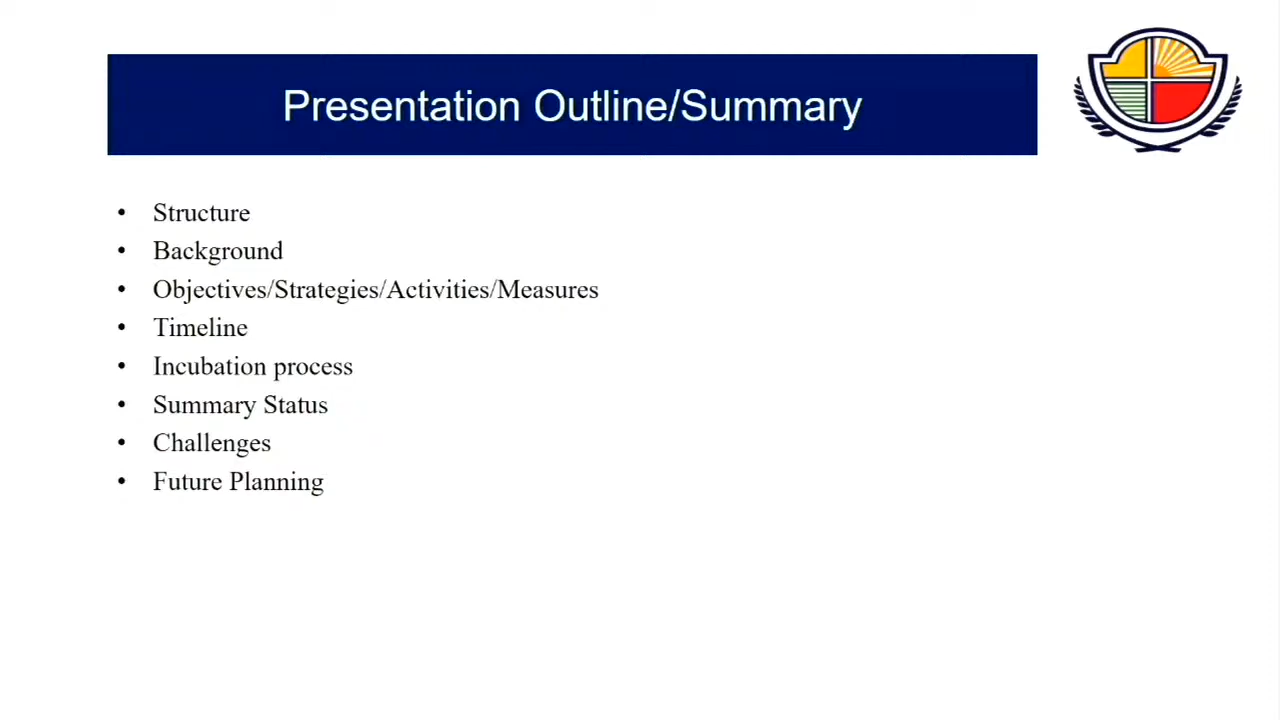 Presentation Outline/Summary
• Structure
• Background
• Objectives/Strategies/Activities/Measures
• Timeline
• Incubation process
• Summary Status
• Challenges
• Future Planning